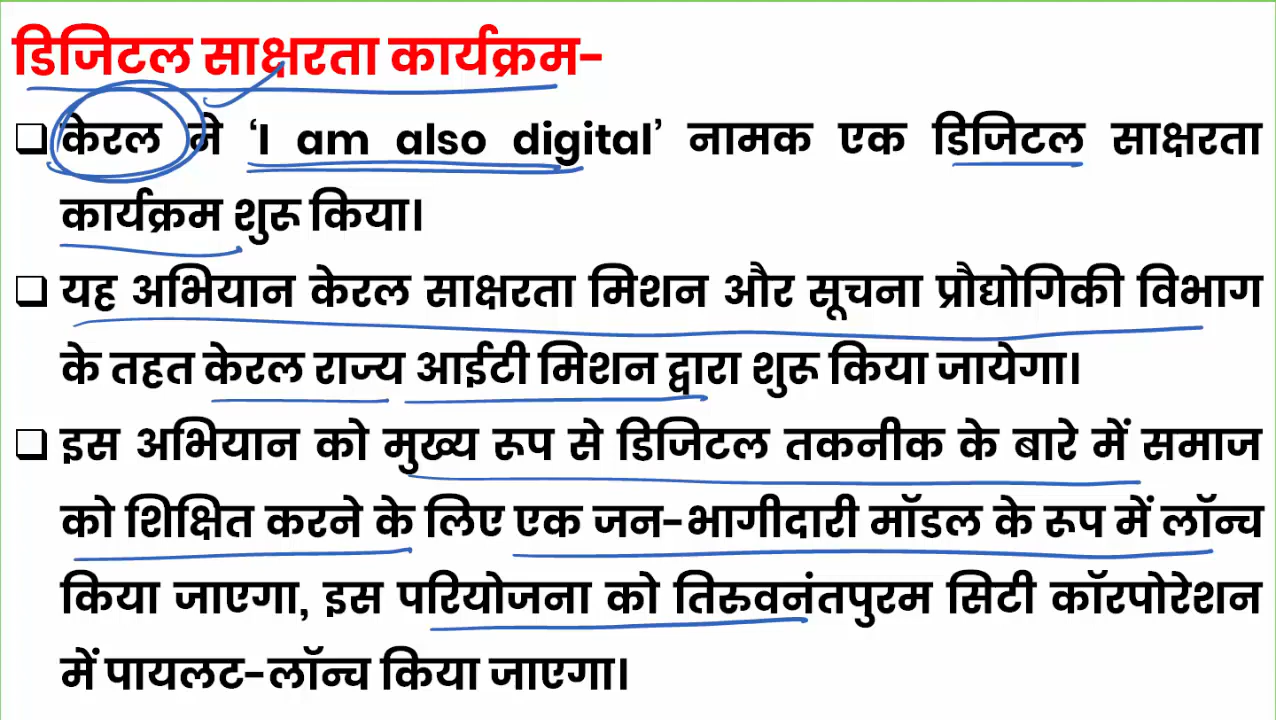 डिजिटल साक्षरता कार्यक्रम-
❑ केरल मे ‘I am also digital’ नामक एक डिजिटल साक्षरता
कार्यक्रम शुरू किया।
❑ यह अभियान केरल साक्षरता मिशन और सूचना प्रौद्योगिकी विभाग
के तहत केरल राज्य आईटी मिशन द्वारा शुरू किया जायेगा।
❑ इस अभियान को मुख्य रूप से डिजिटल तकनीक के बारे में समाज
को शिक्षित करने के लिए एक जन-भागीदारी मॉडल के रूप में लॉन्च
किया जाएगा, इस परियोजना को तिरुवनंतपुरम सिटी कॉरपोरेशन
में पायलट-लॉन्च किया जाएगा।